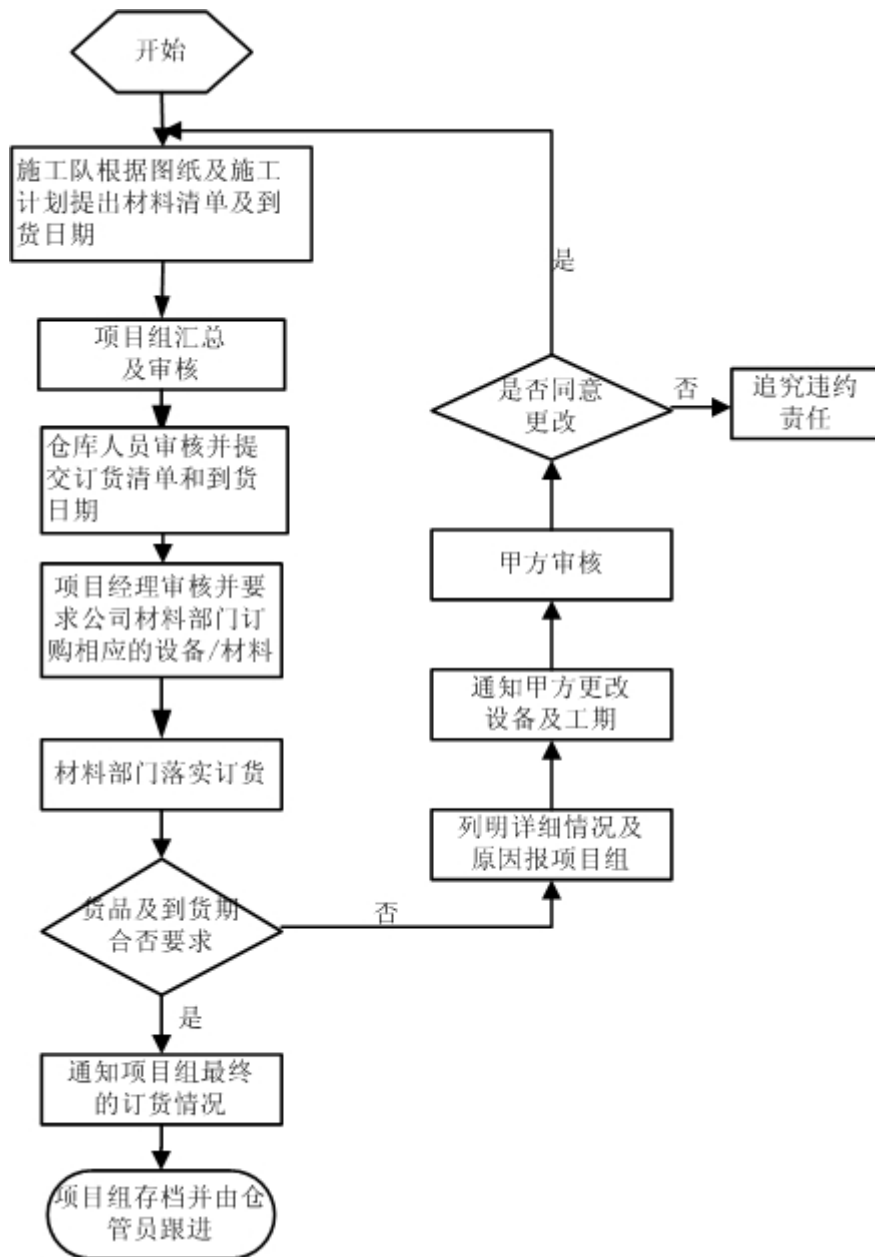 开始
施工队根据图纸及施工
计划提出材料清单及到
货日期
项目组汇总
及审核
仓库人员审核并提
交订货清单和到货
日期
项目经理审核并要
求公司材料部门订
购相应的设备/材料
材料部门落实订货
货品及到货期
合否要求
是
通知项目组最终
的订货情况
项目组存档并由仓
管员跟进
否
列明详细情况及
原因报项目组
通知甲方更改
设备及工期
甲方审核
是否同意
更改
是
否
追究违约
责任